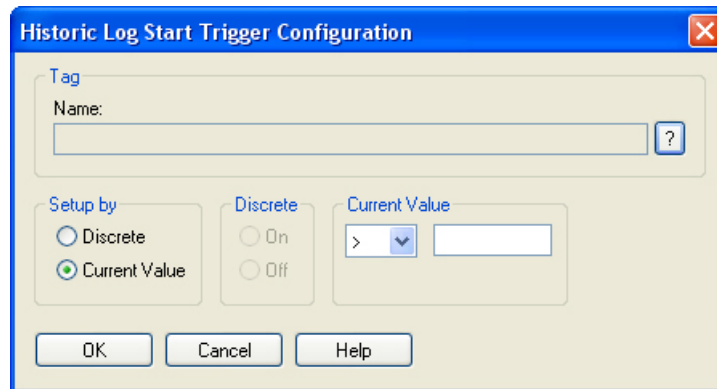 Historic Log Start Trigger Configuration
Tag
Name:
?
Setup by
Discrete
Current Value
Discrete
On
Off
Current Value
>
OK Cancel Help